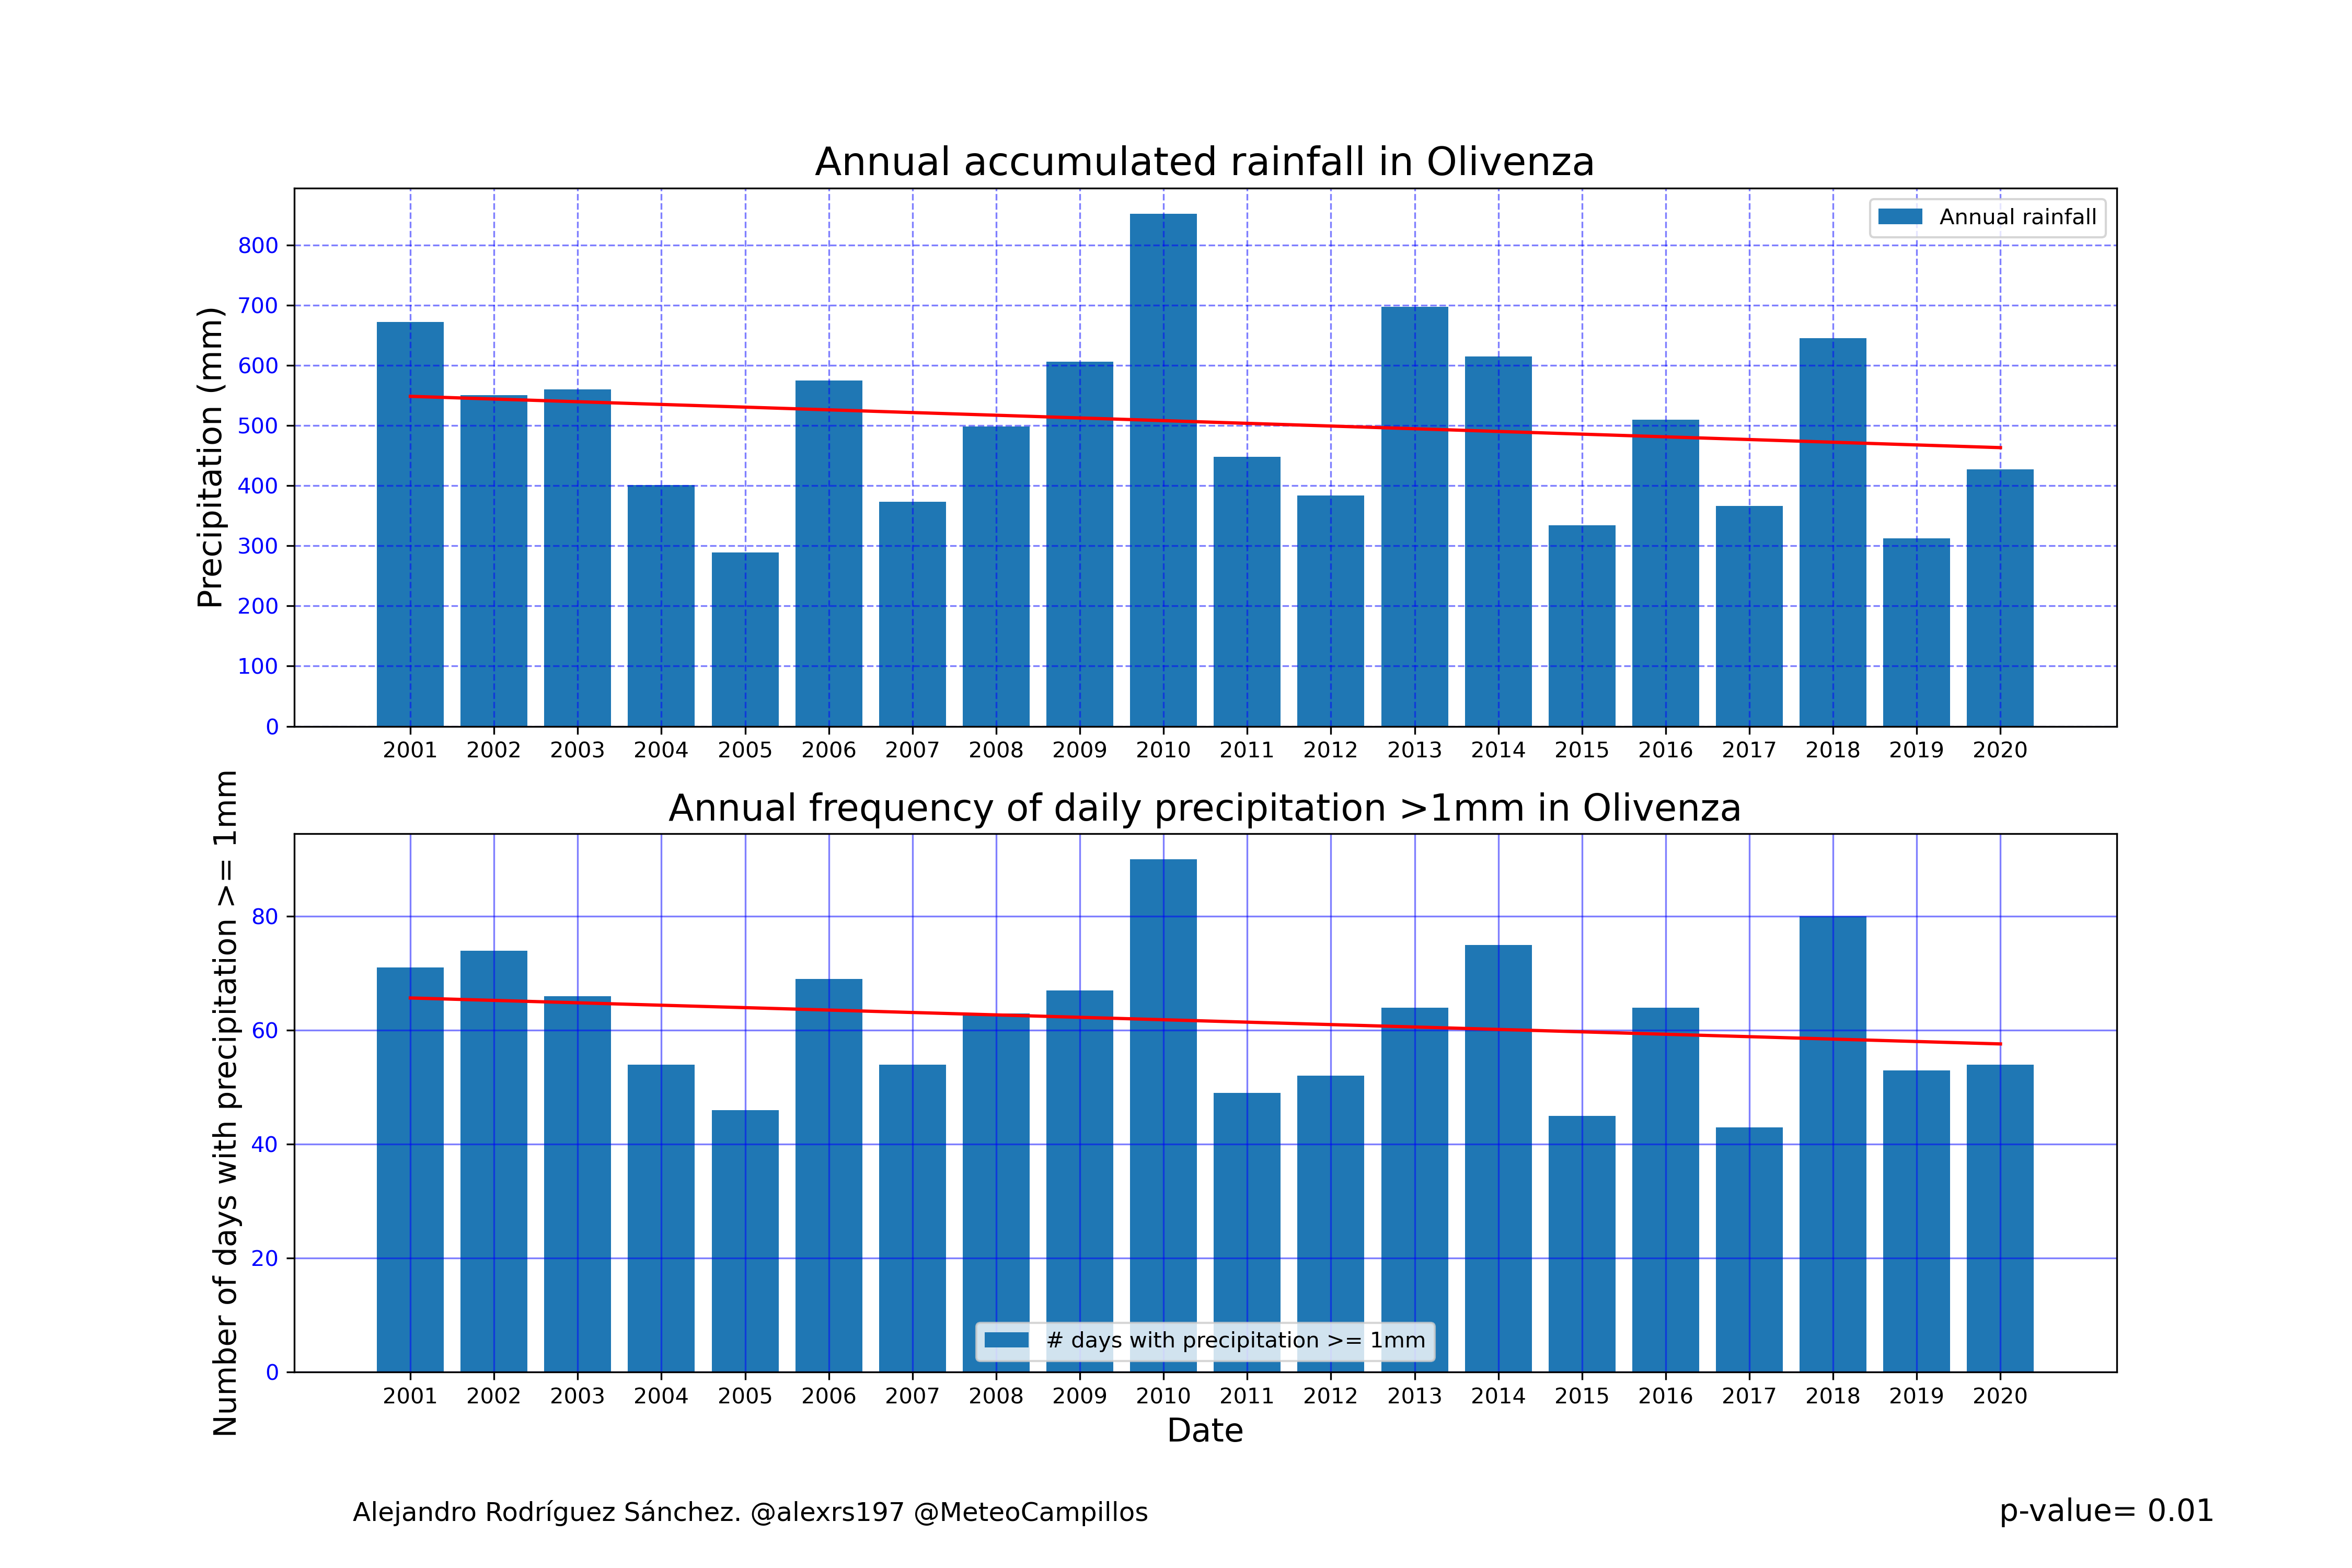 Annual accumulated rainfall in Olivenza
Annual rainfall
Precipitation (mm)
800
700
600
500
400
300
200
100
0
2001 2002 2003 2004 2005 2006 2007 2008 2009 2010 2011 2012 2013 2014 2015 2016 2017 2018 2019 2020
Annual frequency of daily precipitation >1mm in Olivenza
Number of days with precipitation >= 1mm
80
60
40
20
0
# days with precipitation >= 1mm
2001 2002 2003 2004 2005 2006 2007 2008 2009 2010 2011 2012 2013 2014 2015 2016 2017 2018 2019 2020
Date
Alejandro Rodríguez Sánchez. @alexrs197 @MeteoCampillos
p-value= 0.01